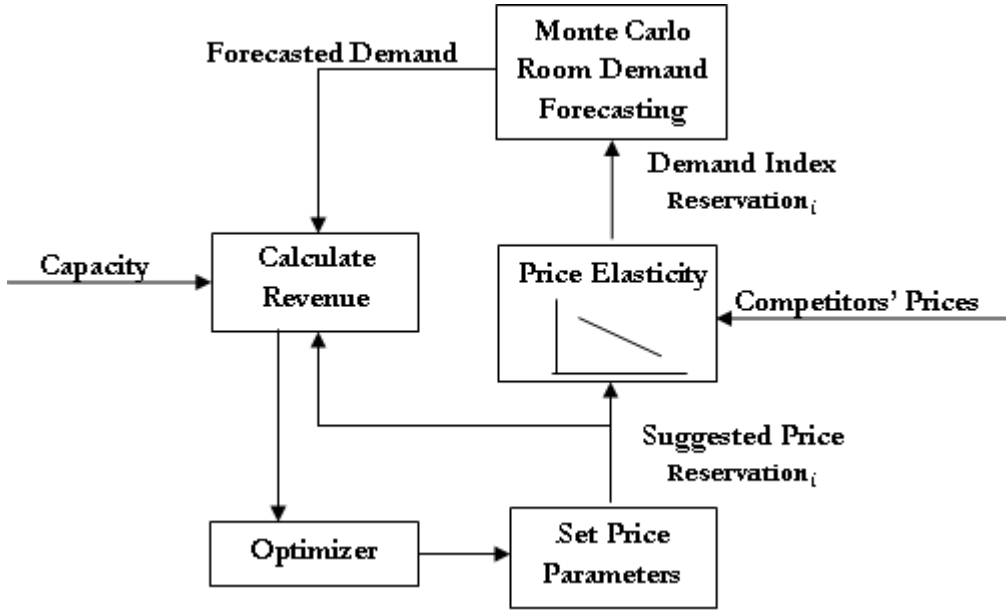 Forecasted Demand
Monte Carlo
Room Demand
Forecasting
Demand Index
Reservation i
Capacity
Calculate
Revenue
Price Elasticity
Competitors' Prices
Suggested Price
Reservation i
Optimizer
Set Price
Parameters